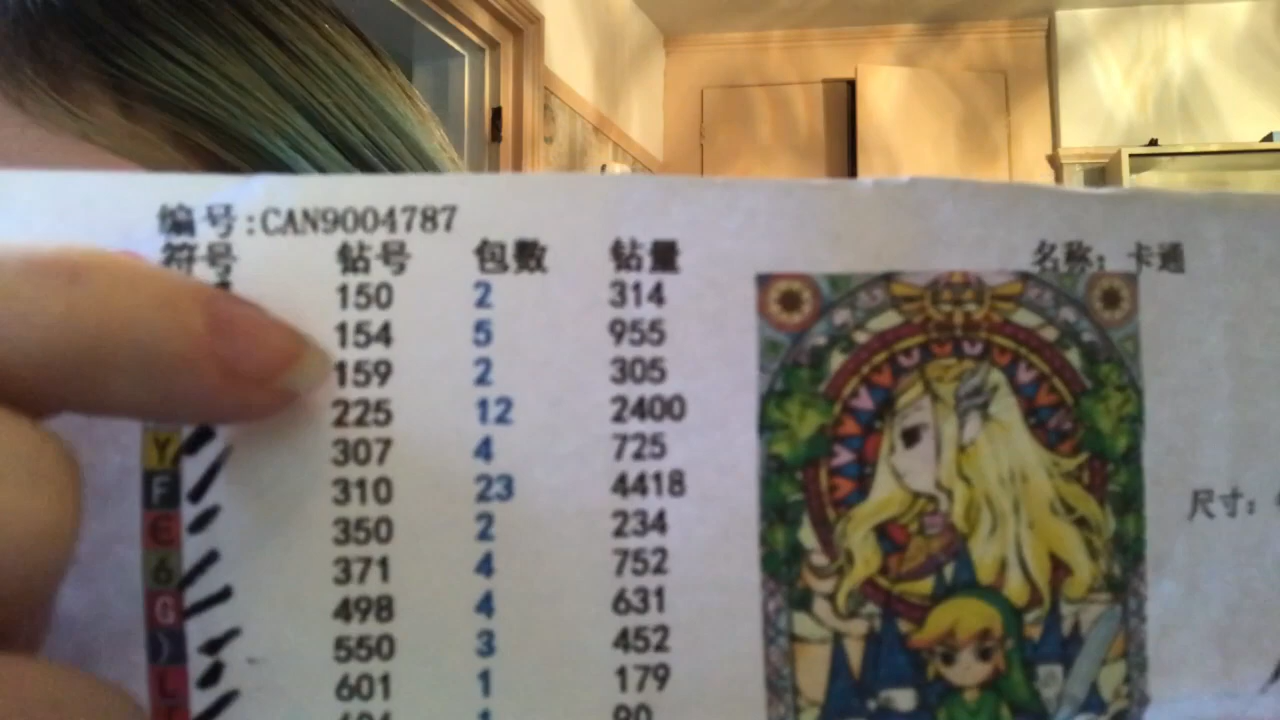 编号:CAN9004787
符号 钻号 包数 钻量 名称: 卡通
150 2 314
154 5 955
159 2 305
225 12 2400
Y 307 4 725
F 310 23 4418
E 350 2 234
6 371 4 752
G 498 4 631
) 550 3 452
L 601 1 179
尺寸: